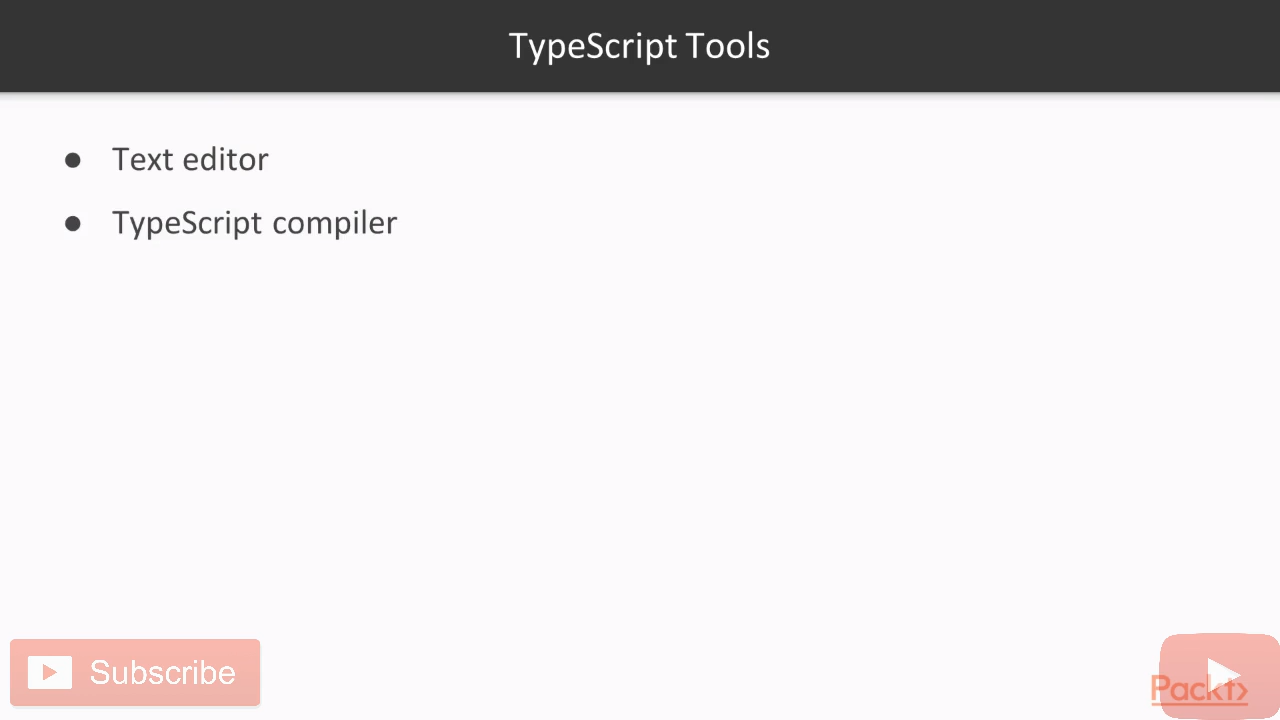 TypeScript Tools
● Text editor
● TypeScript compiler
Subscribe
Packt>